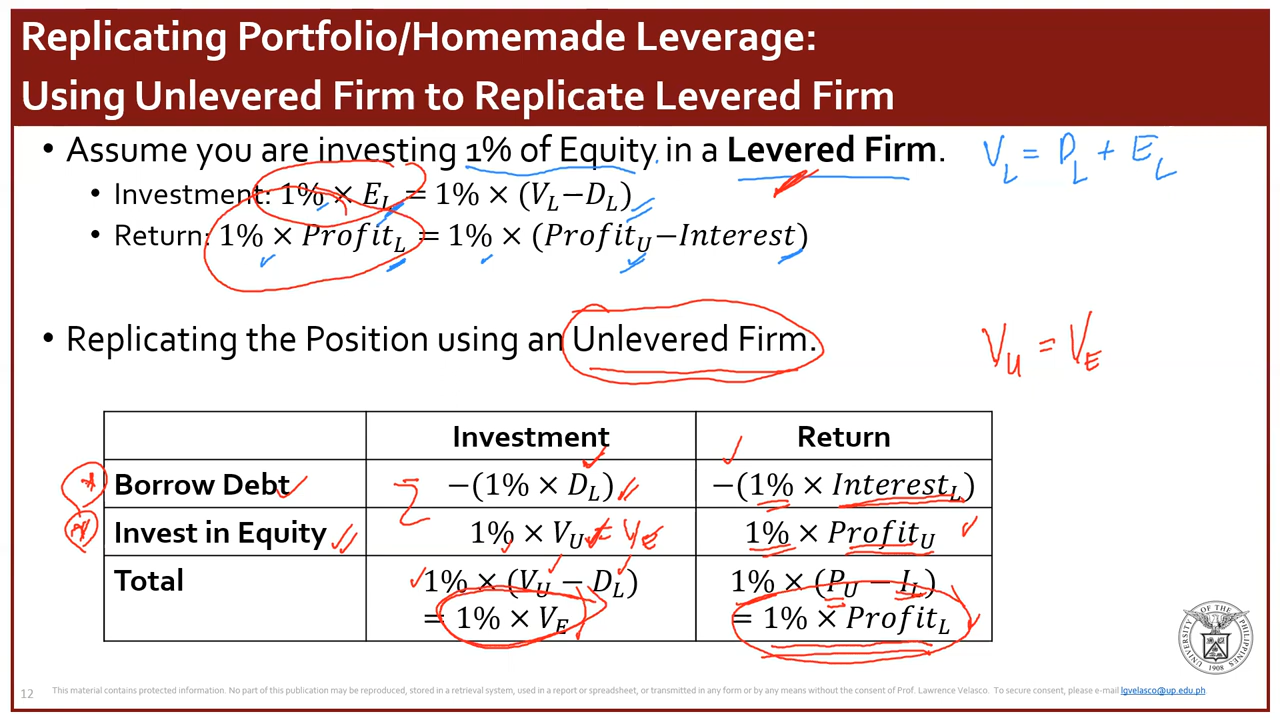 Replicating Portfolio/Homemade Leverage:
Using Unlevered Firm to Replicate Levered Firm
• Assume you are investing 1% of Equity in a Levered Firm.
V_L = D_L + E_L
• Investment: 1% × E_L = 1% × (V_L−D_L)
• Return: 1% × Profit_L = 1% × (Profit_U−Interest)
• Replicating the Position using an Unlevered Firm.
V_U = V_E
Investment Return
Borrow Debt −(1% × D_L) −(1% × Interest_L)
Invest in Equity 1% × V_U = V_E 1% × Profit_U
Total 1% × (V_U − D_L) 1% × (P_U − I_L)
= 1% × V_E = 1% × Profit_L
UNIVERSITY OF THE PHILIPPINES
1908
12 This material contains protected information. No part of this publication may be reproduced, stored in a retrieval system, used in a report or spreadsheet, or transmitted in any form or by any means without the consent of Prof. Lawrence Velasco. To secure consent, please e-mail lgvelasco@up.edu.ph.